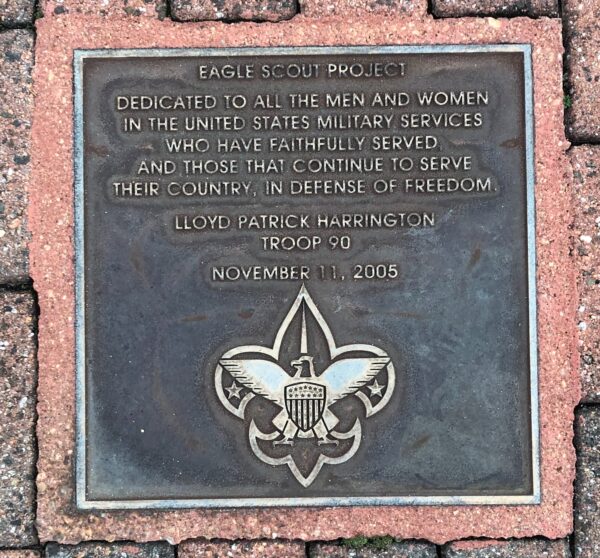 EAGLE SCOUT PROJECT
DEDICATED TO ALL THE MEN AND WOMEN
IN THE UNITED STATES MILITARY SERVICES
WHO HAVE FAITHFULLY SERVED
AND THOSE THAT CONTINUE TO SERVE
THEIR COUNTRY, IN DEFENSE OF FREEDOM.
LLOYD PATRICK HARRINGTON
TROOP 90
NOVEMBER 11, 2005